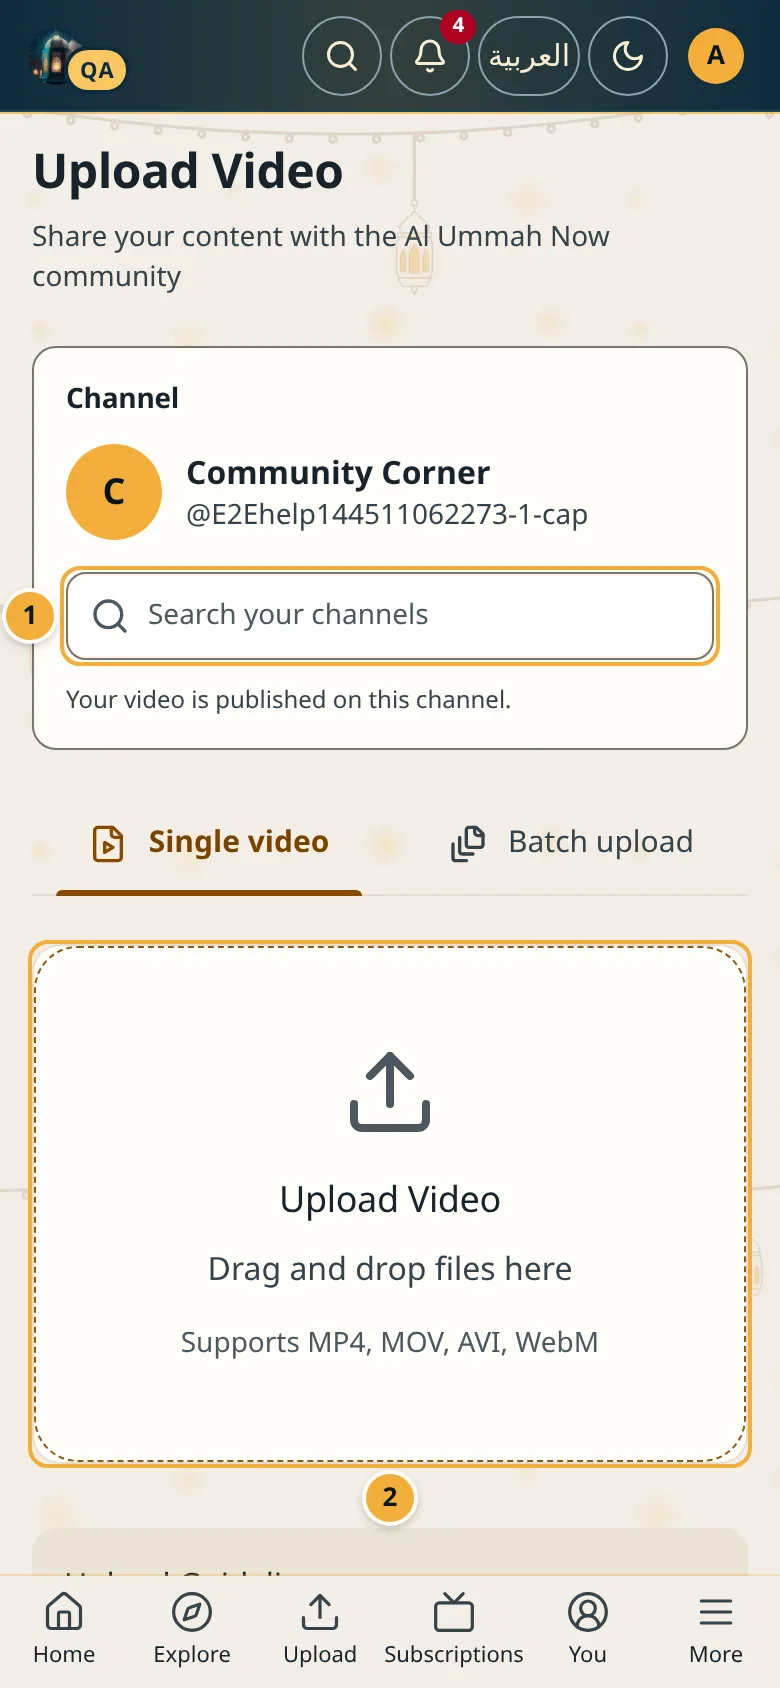 QA
4
العربية
A
Upload Video
Share your content with the Al Ummah Now
community
Channel
C
Community Corner
@E2Ehelp144511062273-1-cap
1
Search your channels
Your video is published on this channel.
Single video
Batch upload
Upload Video
Drag and drop files here
Supports MP4, MOV, AVI, WebM
2
Home
Explore
Upload
Subscriptions
You
More